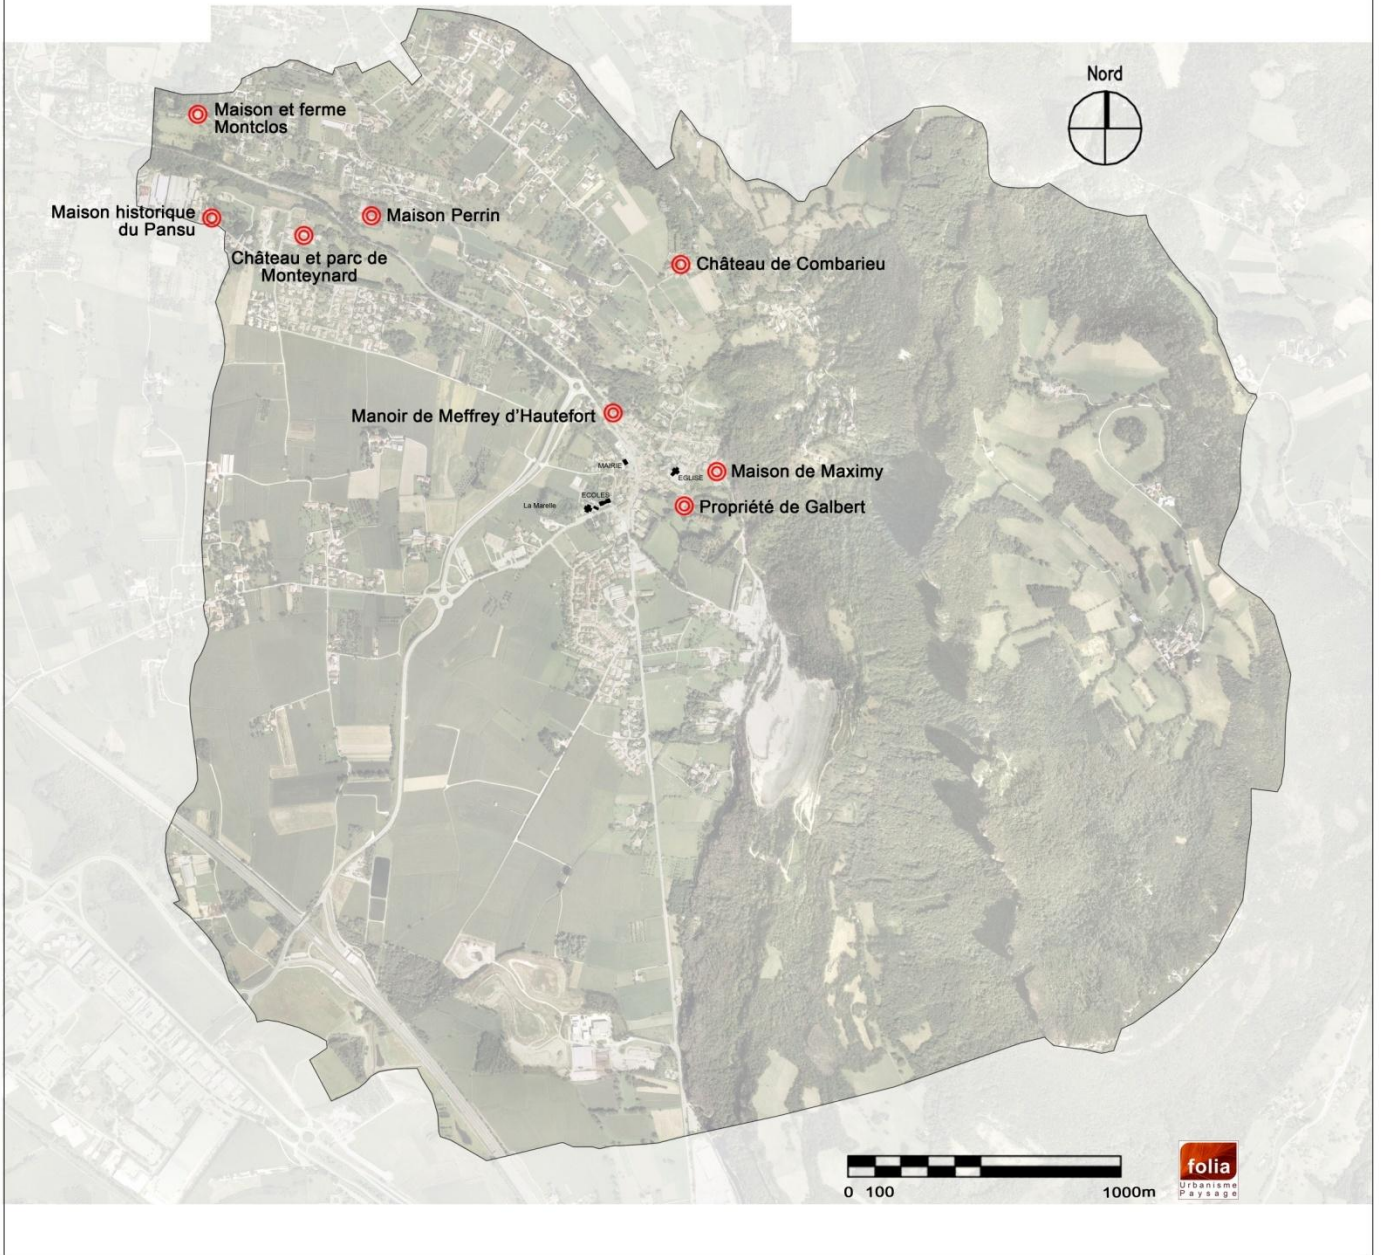 Nord
Maison et ferme
Montclos
Maison historique
du Pansu
Maison Perrin
Château et parc de
Monteynard
Château de Combarieu
Manoir de Meffrey d'Hautefort
MAIRIE
EGLISE
Maison de Maximy
ECOLES
La Marelle
Propriété de Galbert
0 100 1000m
folia
Urbanisme
Paysage